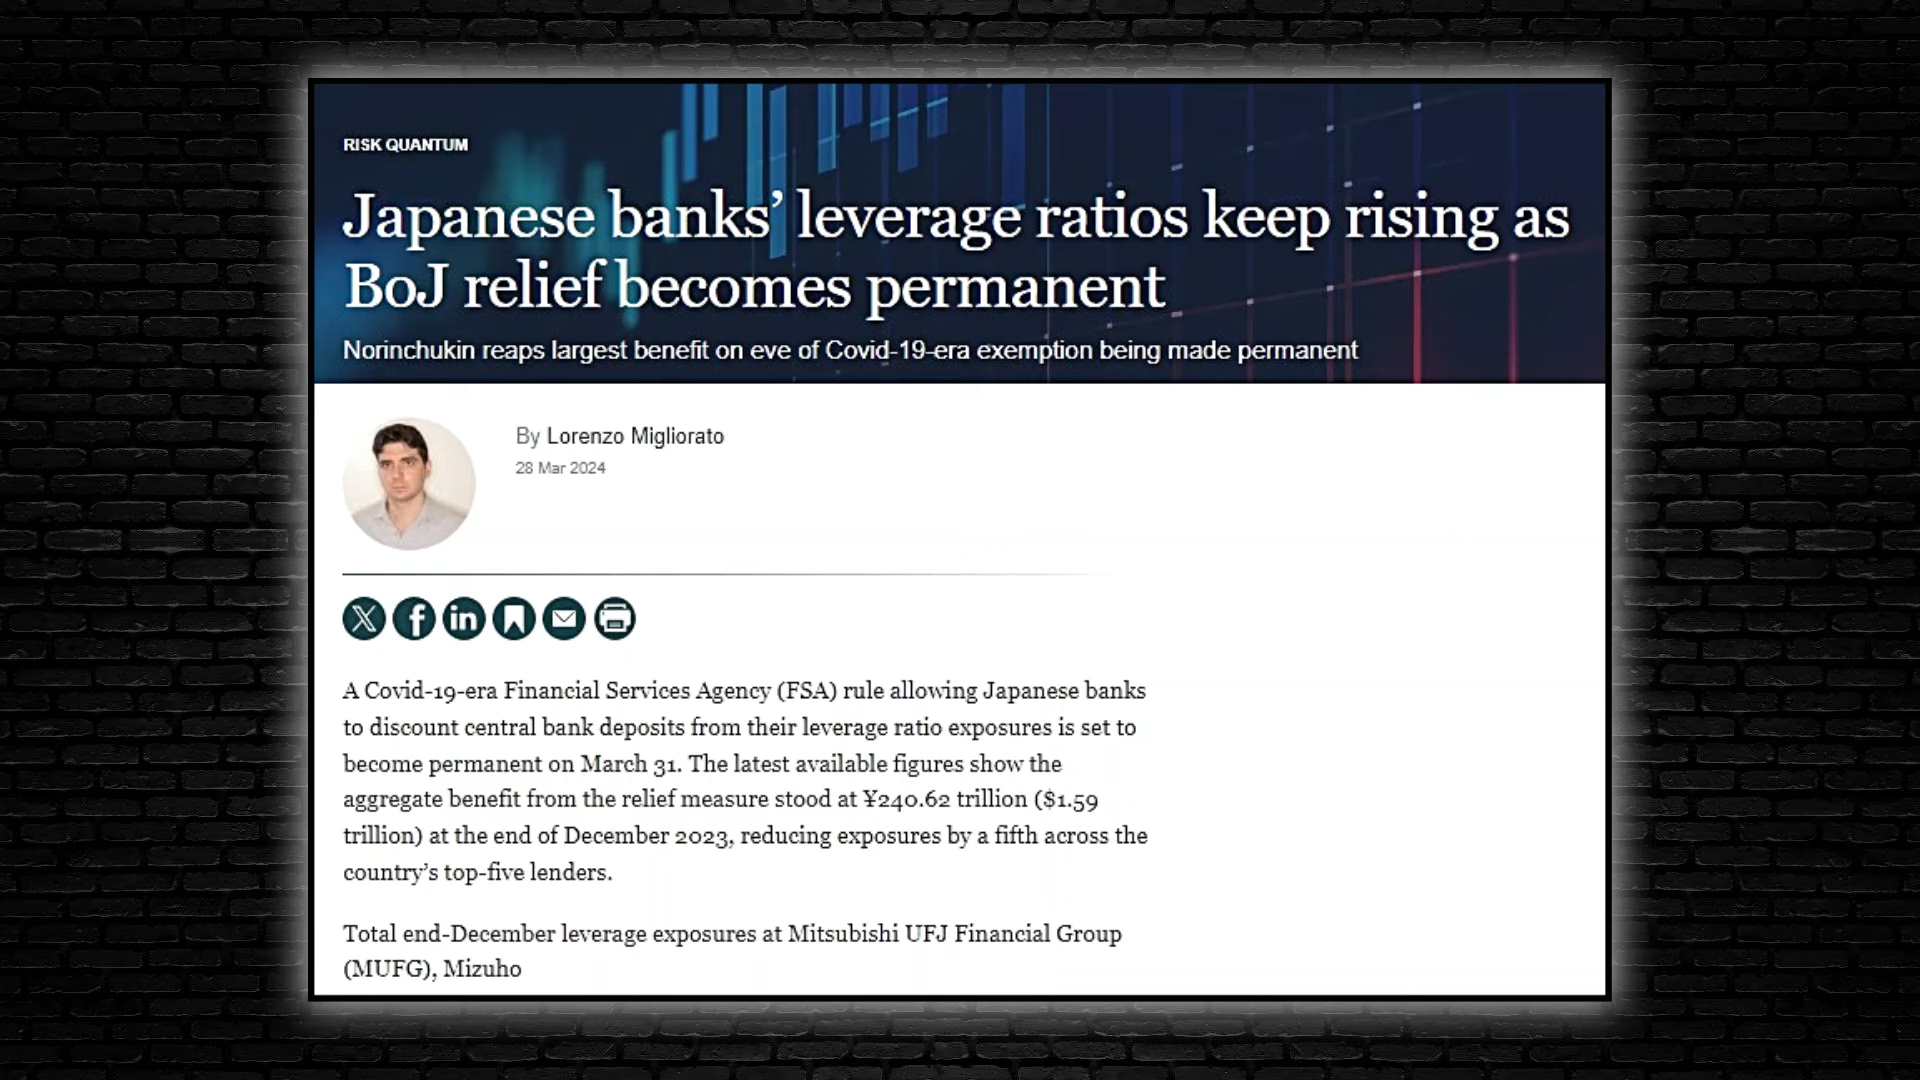 RISK QUANTUM
Japanese banks’ leverage ratios keep rising as
BoJ relief becomes permanent
Norinchukin reaps largest benefit on eve of Covid-19-era exemption being made permanent
By Lorenzo Migliorato
28 Mar 2024
A Covid-19-era Financial Services Agency (FSA) rule allowing Japanese banks
to discount central bank deposits from their leverage ratio exposures is set to
become permanent on March 31. The latest available figures show the
aggregate benefit from the relief measure stood at ¥240.62 trillion ($1.59
trillion) at the end of December 2023, reducing exposures by a fifth across the
country’s top-five lenders.
Total end-December leverage exposures at Mitsubishi UFJ Financial Group
(MUFG), Mizuho